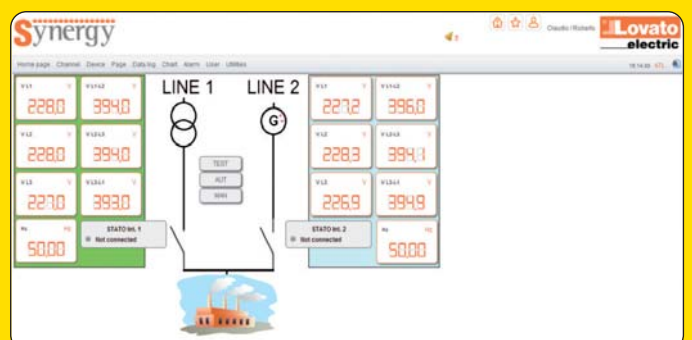 Synergy
Claudio / Roberto
Lovato
electric
Home page Channel Device Page Data log Chart Alarm User Utilities
LINE 1 LINE 2
V L1 V
228,0
V L1-L2 V
394,0
V L2 V
228,0
V L2-L3 V
394,0
V L3 V
227,0
V L3-L1 V
393,0
Hz Hz
50,00
STATO Int. 1
Not connected
G
TEST
AUT
MAN
V L1 V
227,2
V L1-L2 V
396,0
V L2 V
228,3
V L2-L3 V
394,1
V L3 V
226,9
V L3-L1 V
394,9
STATO Int. 2
Not connected
Hz
50,00